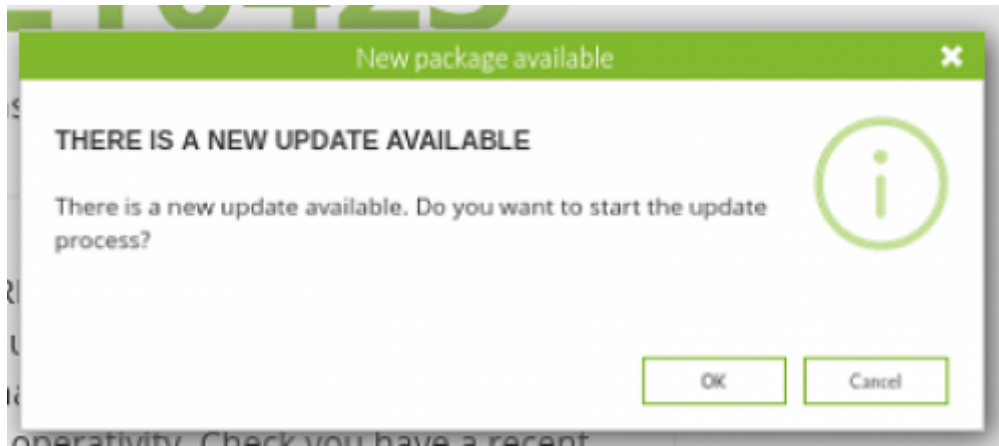 New package available
THERE IS A NEW UPDATE AVAILABLE
There is a new update available. Do you want to start the update
process?
OK
Cancel
operativity. Check you have a recent